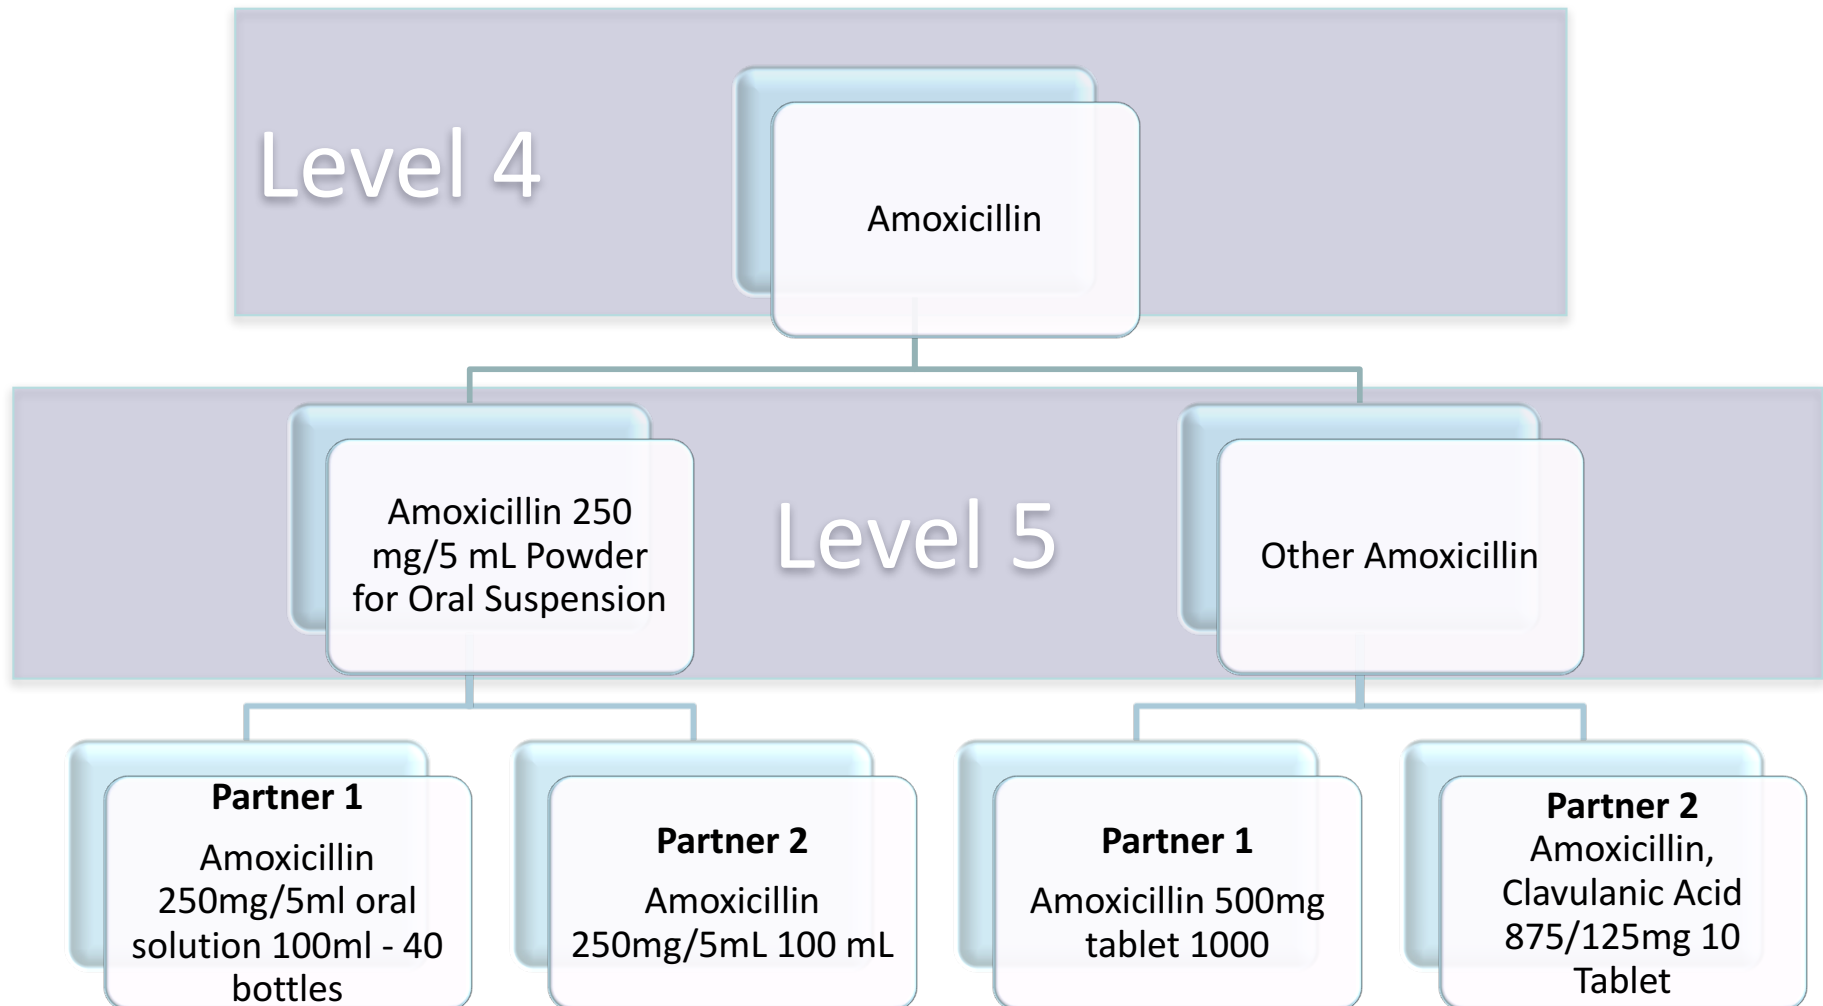 Level 4
Amoxicillin
Amoxicillin 250
mg/5 mL Powder
for Oral Suspension
Level 5
Other Amoxicillin
Partner 1
Amoxicillin
250mg/5ml oral
solution 100ml - 40
bottles
Partner 2
Amoxicillin
250mg/5mL 100 mL
Partner 1
Amoxicillin 500mg
tablet 1000
Partner 2
Amoxicillin,
Clavulanic Acid
875/125mg 10
Tablet